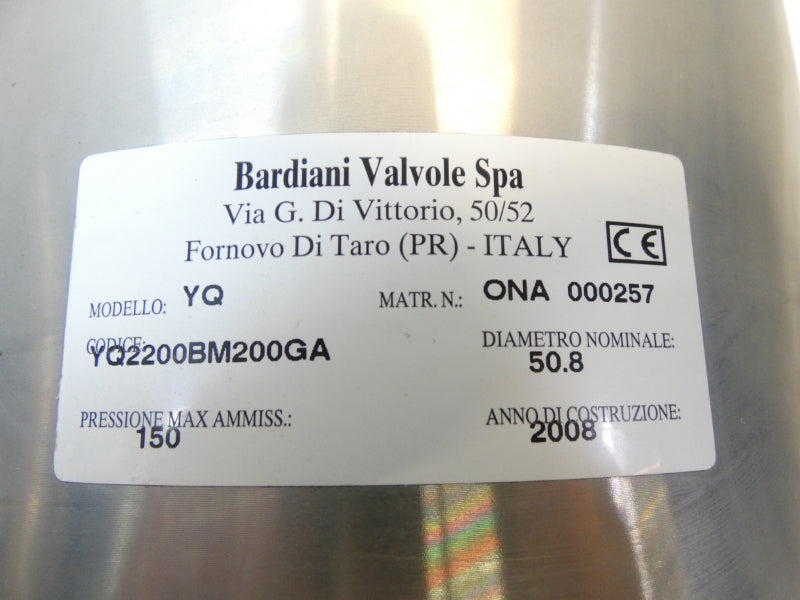 Bardiani Valvole Spa
Via G. Di Vittorio, 50/52
Fornovo Di Taro (PR) - ITALY CE
MODELLO: YQ MATR. N.: ONA 000257
CODICE: YQ2200BM200GA DIAMETRO NOMINALE: 50.8
PRESSIONE MAX AMMISS.: 150 ANNO DI COSTRUZIONE: 2008